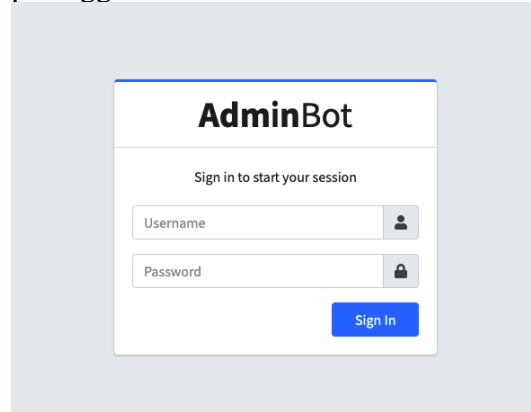 AdminBot
Sign in to start your session
Username
Password
Sign In